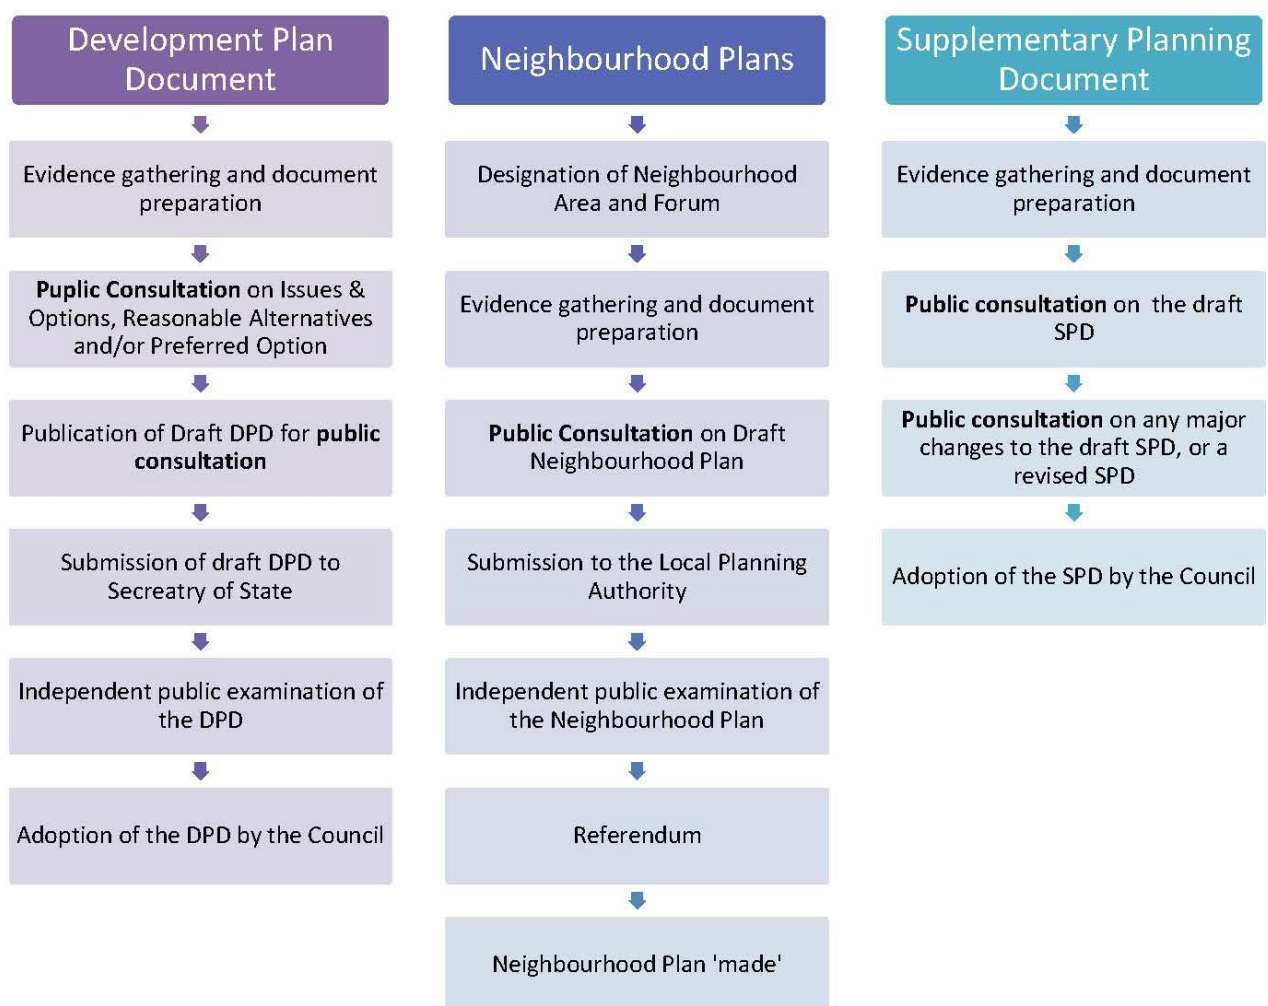 Development Plan
Document
Evidence gathering and document
preparation
Puplic Consultation on Issues &
Options, Reasonable Alternatives
and/or Preferred Option
Publication of Draft DPD for public
consultation
Submission of draft DPD to
Secreatry of State
Independent public examination of
the DPD
Adoption of the DPD by the Council
Neighbourhood Plans
Designation of Neighbourhood
Area and Forum
Evidence gathering and document
preparation
Public Consultation on Draft
Neighbourhood Plan
Submission to the Local Planning
Authority
Independent public examination of
the Neighbourhood Plan
Referendum
Neighbourhood Plan 'made'
Supplementary Planning
Document
Evidence gathering and document
preparation
Public consultation on the draft
SPD
Public consultation on any major
changes to the draft SPD, or a
revised SPD
Adoption of the SPD by the Council